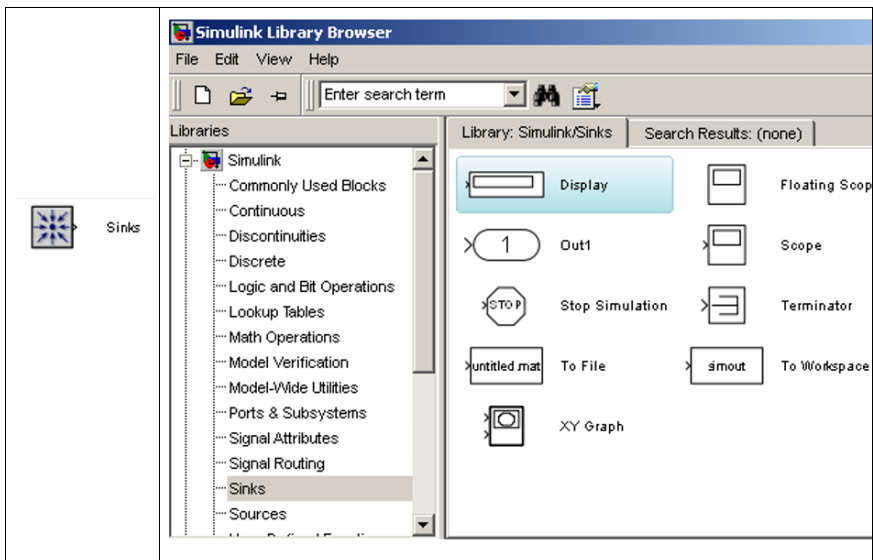 Sinks
Simulink Library Browser
File Edit View Help
Enter search term
Libraries
Simulink
Commonly Used Blocks
Continuous
Discontinuities
Discrete
Logic and Bit Operations
Lookup Tables
Math Operations
Model Verification
Model-Wide Utilities
Ports & Subsystems
Signal Attributes
Signal Routing
Sinks
Sources
Library: Simulink/Sinks Search Results: (none)
Display Floating Scop
1 Out1 Scope
STOP Stop Simulation Terminator
untitled.mat To File simout To Workspace
XY Graph